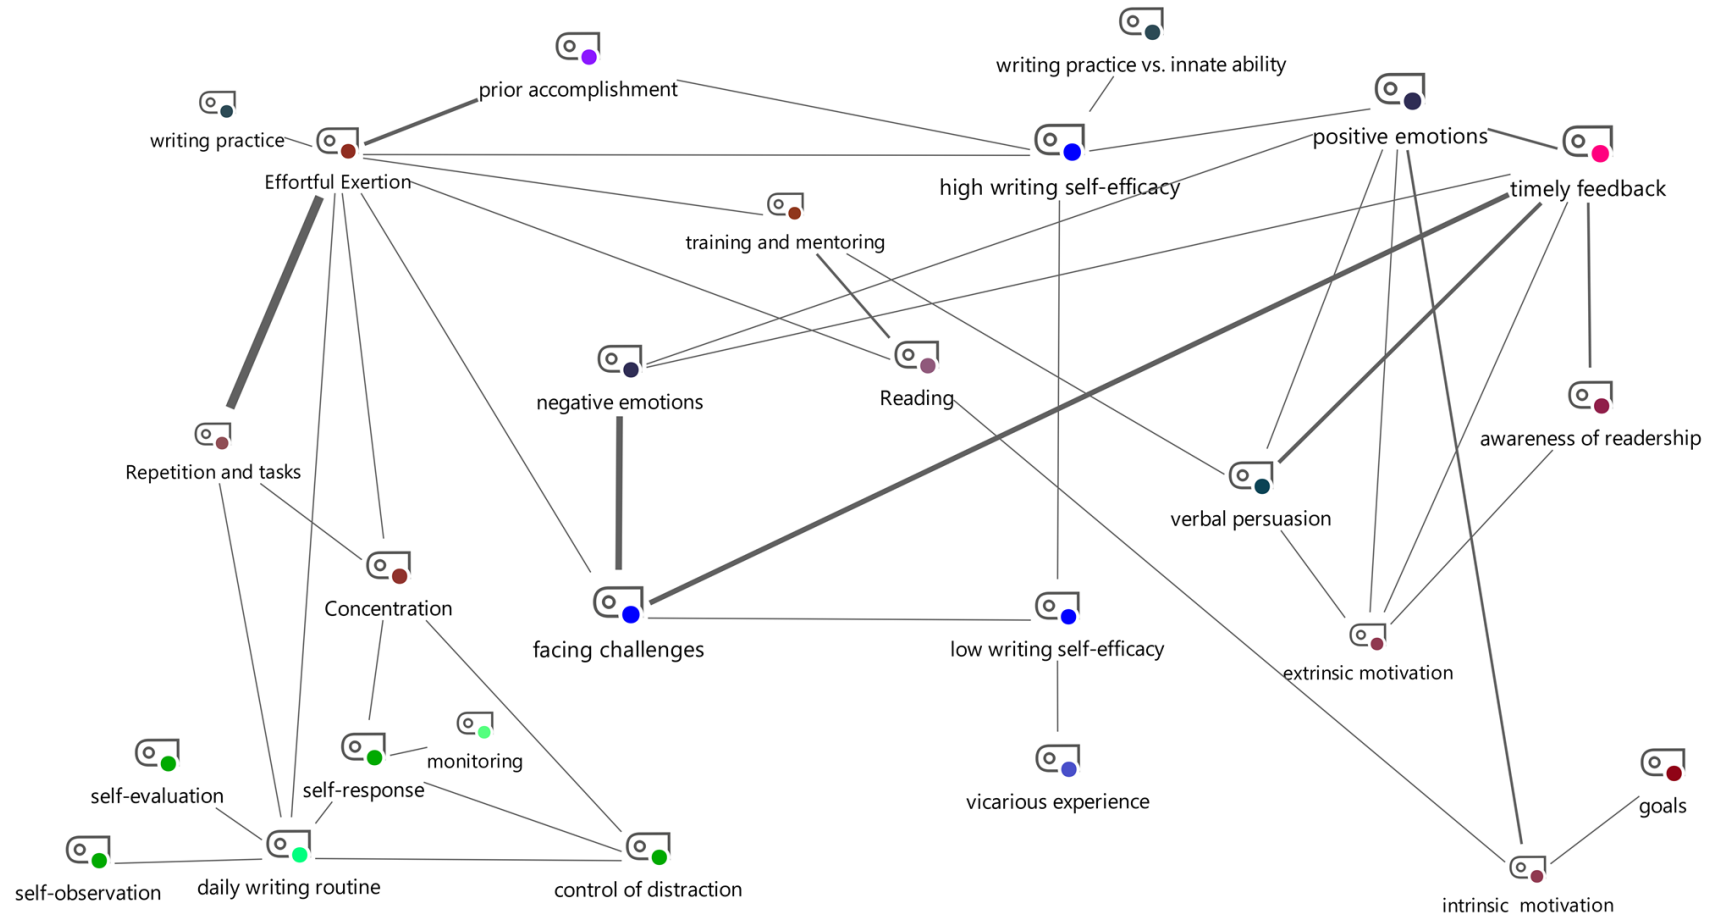 writing practice vs. innate ability
prior accomplishment
positive emotions
writing practice
Effortful Exertion
high writing self-efficacy
timely feedback
training and mentoring
Reading
negative emotions
awareness of readership
Repetition and tasks
verbal persuasion
Concentration
facing challenges
low writing self-efficacy
extrinsic motivation
monitoring
self-response
self-evaluation
vicarious experience
goals
self-observation
daily writing routine
control of distraction
intrinsic motivation